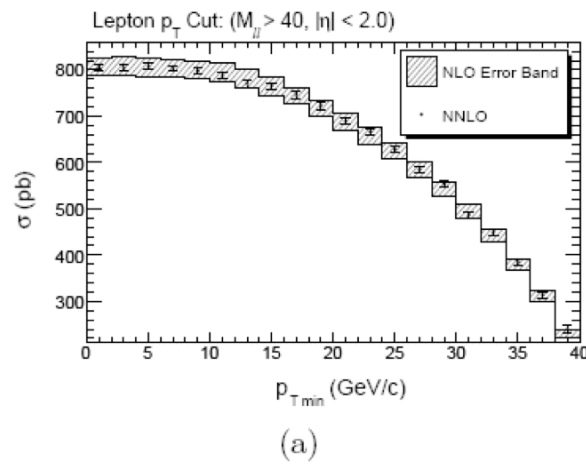 Lepton p_T Cut: (M_ll > 40, |η| < 2.0)
NLO Error Band
NNLO
σ (pb)
800
700
600
500
400
300
0 5 10 15 20 25 30 35 40
p_T min (GeV/c)
(a)